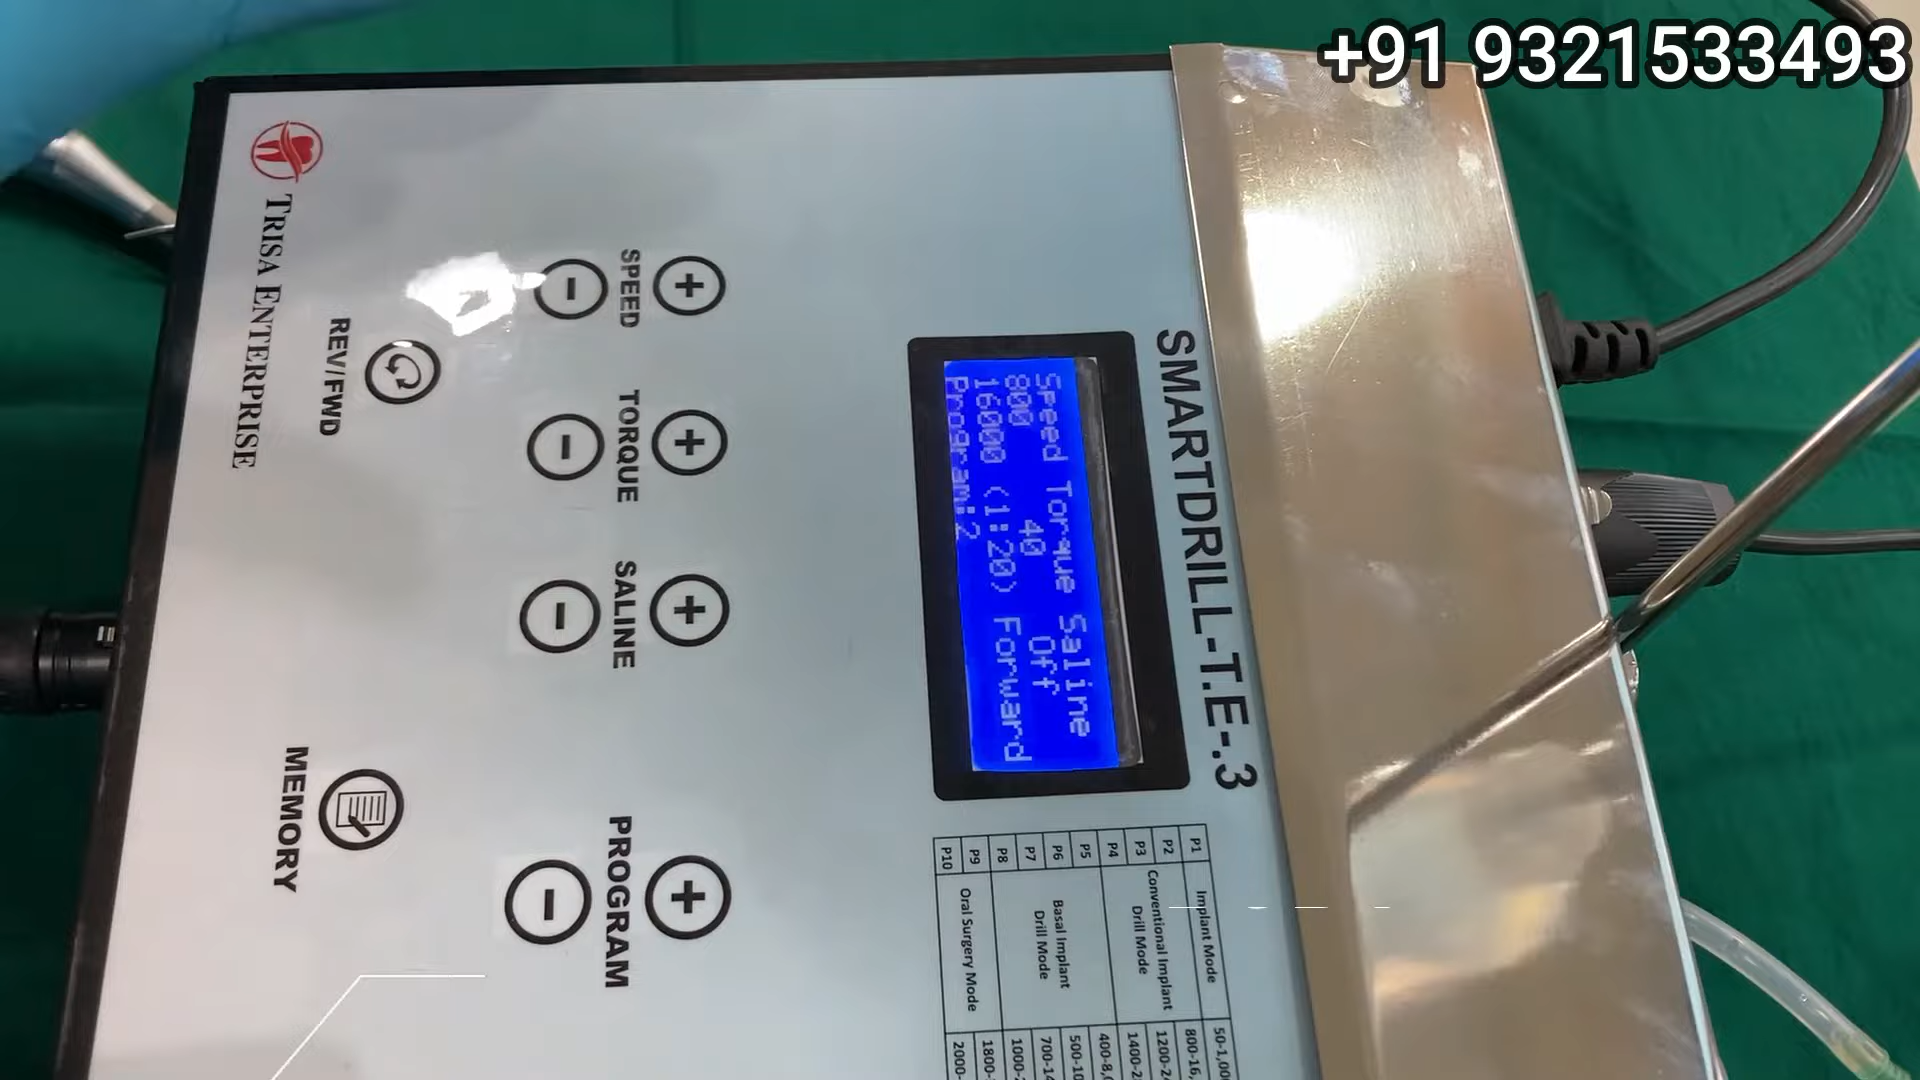 +91 9321533493
SMARTDRILL-T.E-.3
Speed Torque Saline
800 40 Off
16000 (1:20) Forward
Program:2
P1 Implant Mode
P2
P3 Conventional Implant
Drill Mode
P4
P5
P6 Basal Implant
Drill Mode
P7
P8
P9 Oral Surgery Mode
P10
SPEED
TORQUE
SALINE
PROGRAM
REV/FWD
MEMORY
TRISA ENTERPRISE